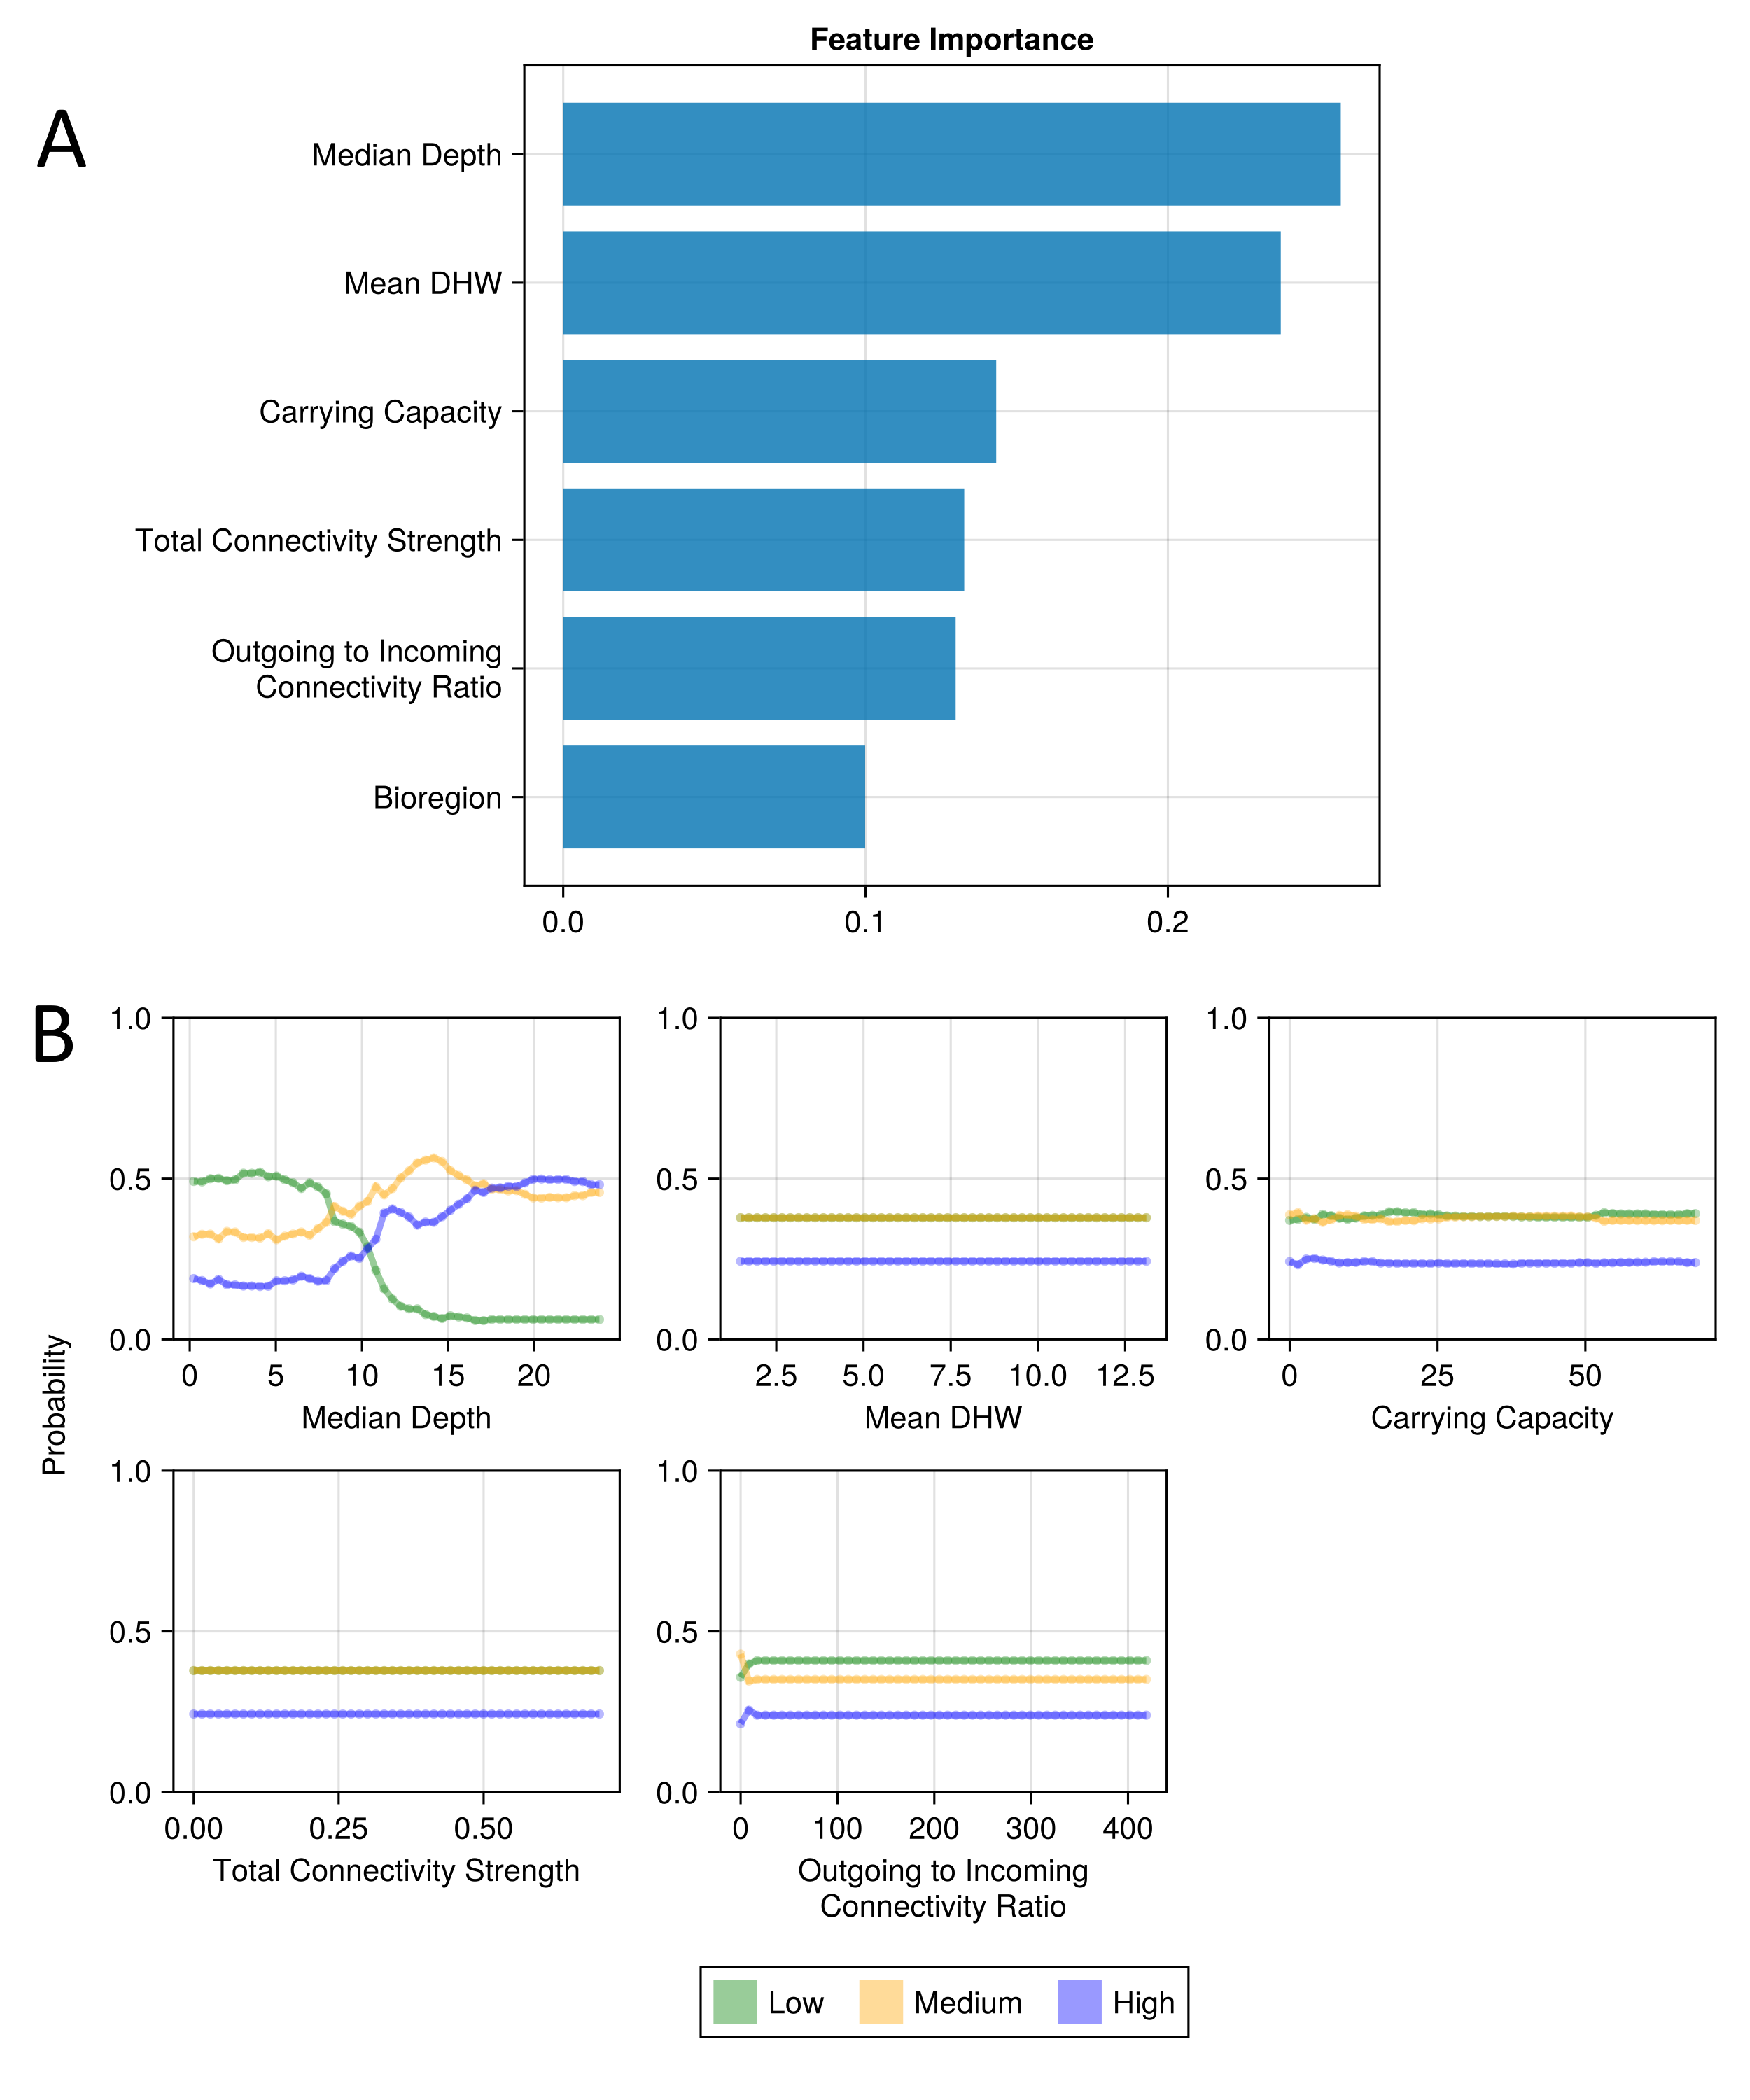 A
Feature Importance
Median Depth
Mean DHW
Carrying Capacity
Total Connectivity Strength
Outgoing to Incoming
Connectivity Ratio
Bioregion
0.0 0.1 0.2
B
Probability
1.0
0.5
0.0
0 5 10 15 20
Median Depth
1.0
0.5
0.0
2.5 5.0 7.5 10.0 12.5
Mean DHW
1.0
0.5
0.0
0 25 50
Carrying Capacity
1.0
0.5
0.0
0.00 0.25 0.50
Total Connectivity Strength
1.0
0.5
0.0
0 100 200 300 400
Outgoing to Incoming
Connectivity Ratio
Low Medium High